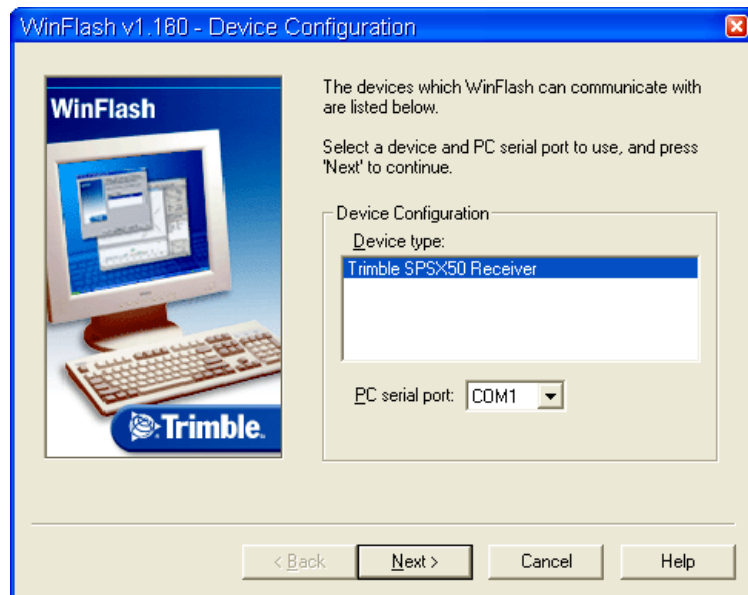 WinFlash v1.160 - Device Configuration
WinFlash
Trimble.
The devices which WinFlash can communicate with
are listed below.
Select a device and PC serial port to use, and press
'Next' to continue.
Device Configuration
Device type:
Trimble SPSX50 Receiver
PC serial port: COM1
< Back Next > Cancel Help